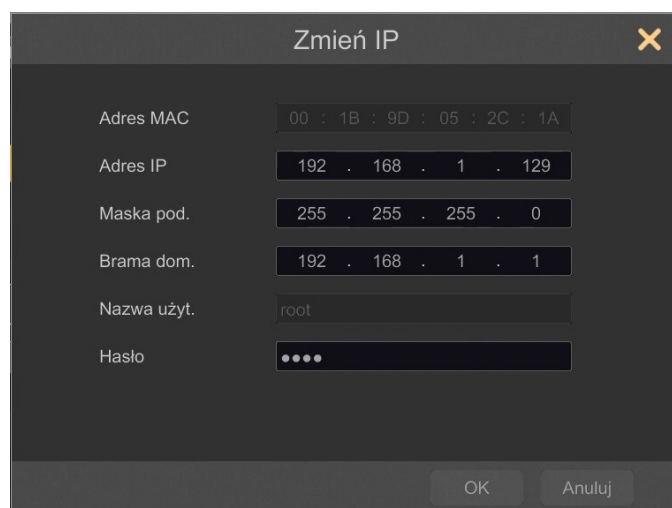 Zmień IP
Adres MAC 00 : 1B : 9D : 05 : 2C : 1A
Adres IP 192 . 168 . 1 . 129
Maska pod. 255 . 255 . 255 . 0
Brama dom. 192 . 168 . 1 . 1
Nazwa użyt. root
Hasło ●●●●
OK Anuluj